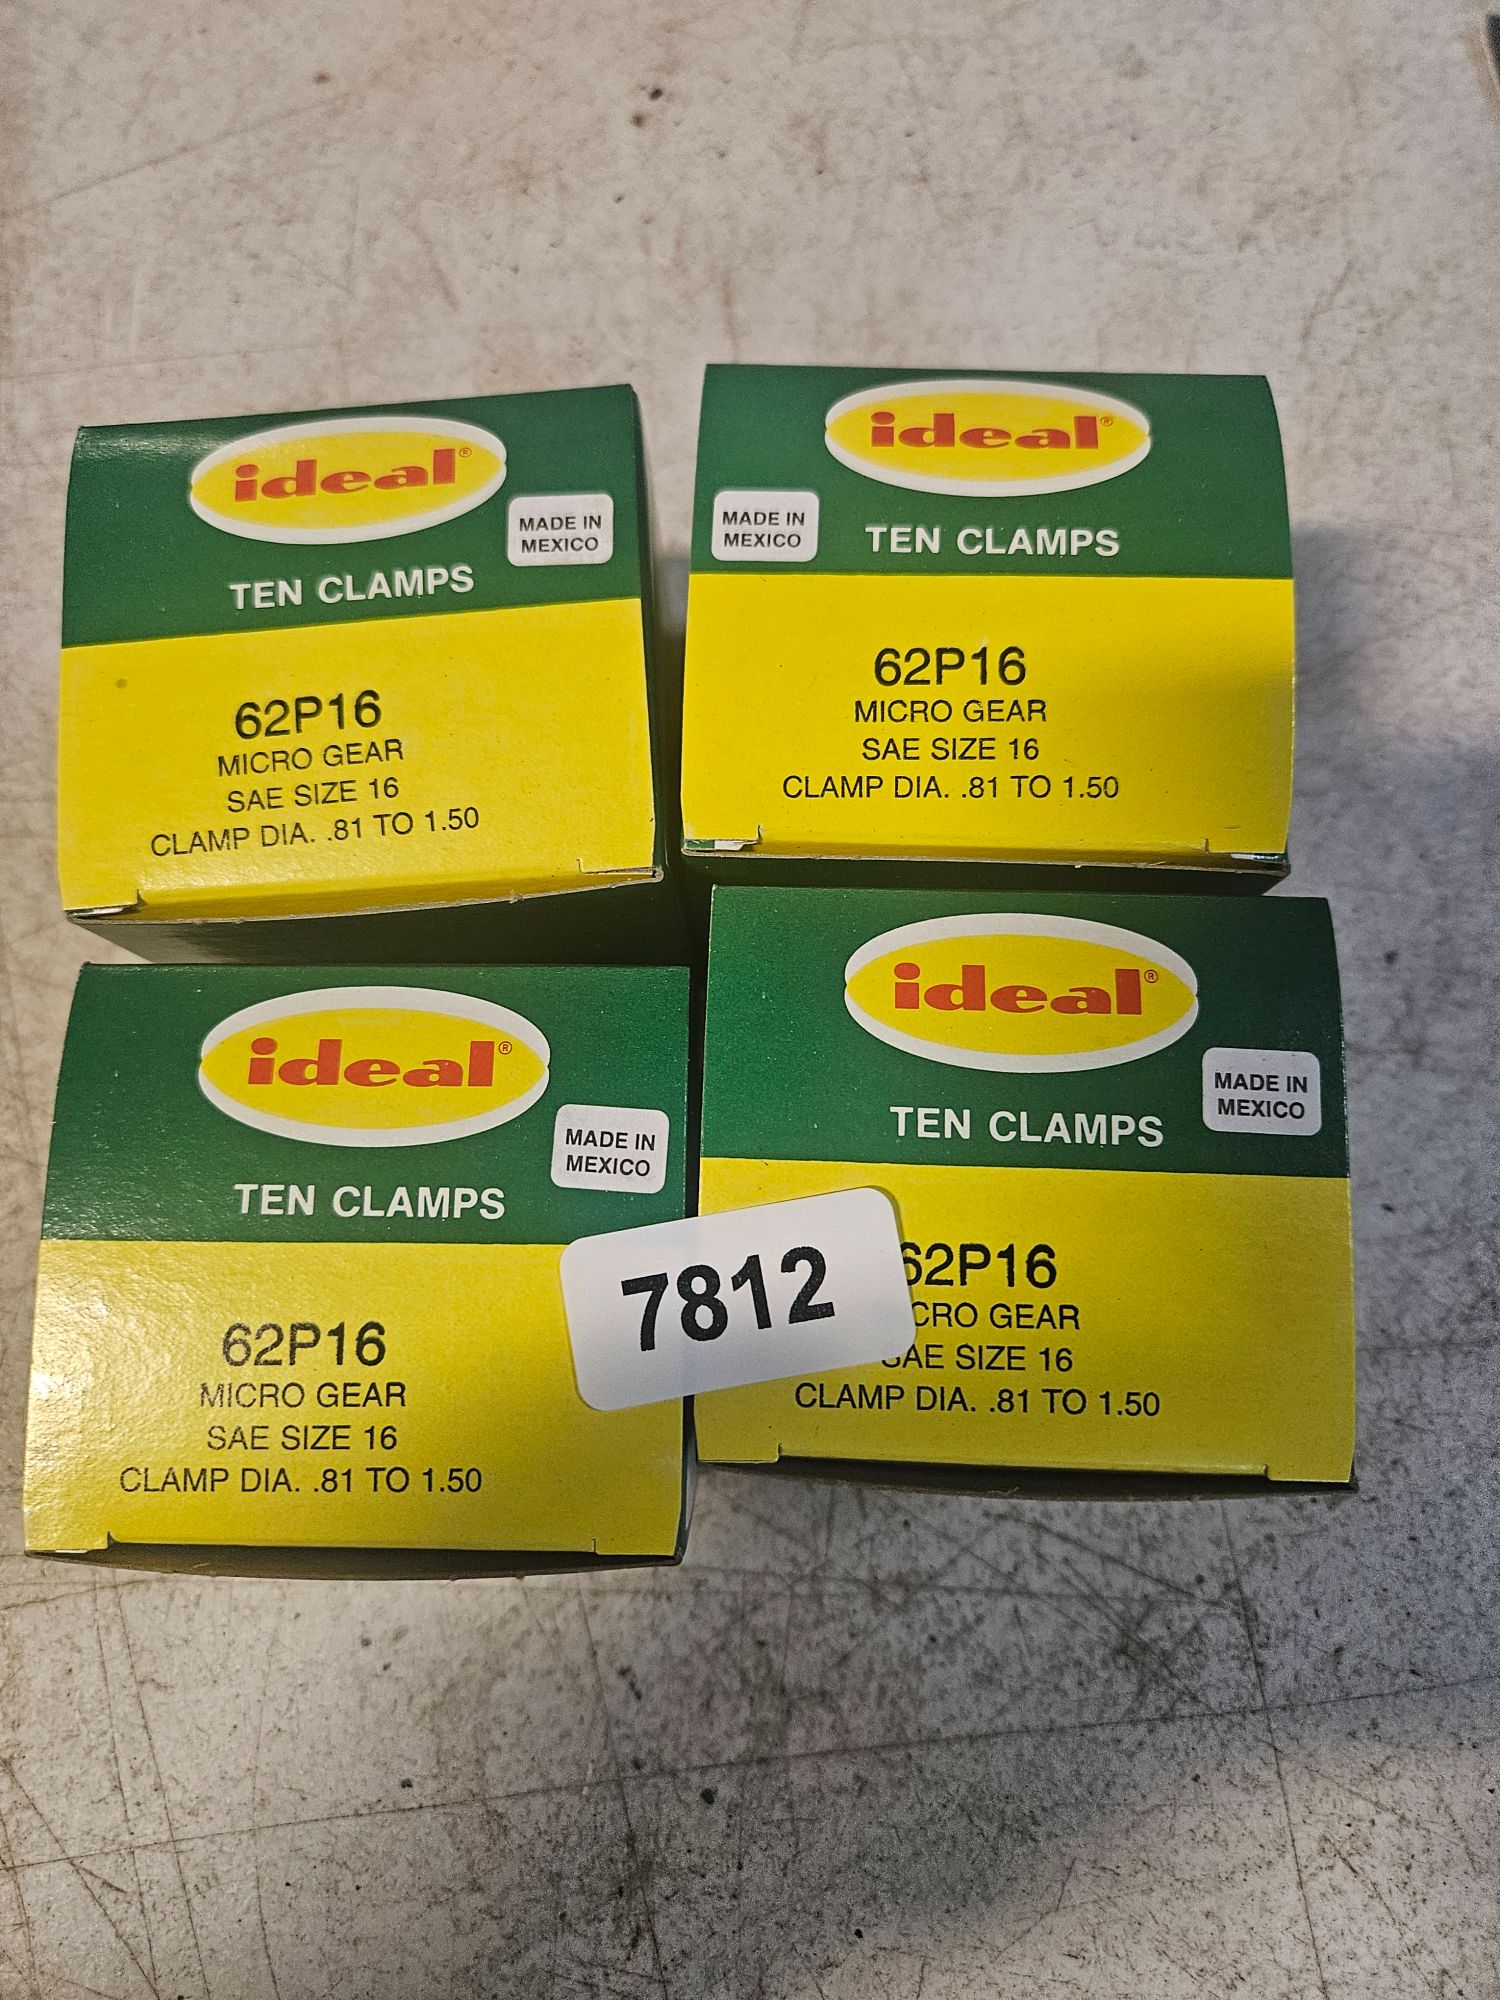 ideal®
MADE IN
MEXICO
TEN CLAMPS
62P16
MICRO GEAR
SAE SIZE 16
CLAMP DIA. .81 TO 1.50
ideal®
MADE IN
MEXICO
TEN CLAMPS
62P16
MICRO GEAR
SAE SIZE 16
CLAMP DIA. .81 TO 1.50
ideal®
MADE IN
MEXICO
TEN CLAMPS
62P16
MICRO GEAR
SAE SIZE 16
CLAMP DIA. .81 TO 1.50
7812
ideal®
MADE IN
MEXICO
TEN CLAMPS
62P16
CRO GEAR
SAE SIZE 16
CLAMP DIA. .81 TO 1.50